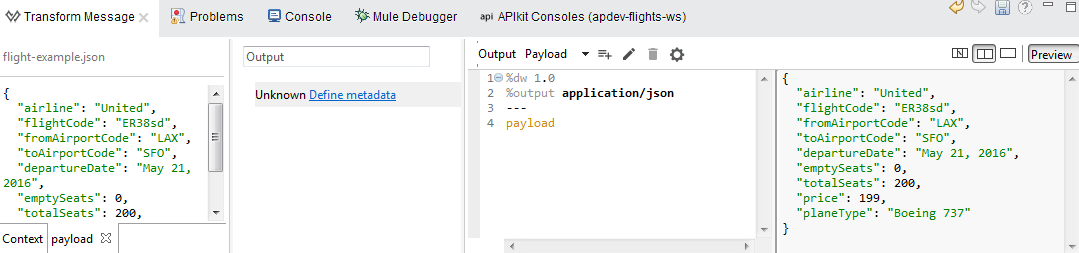 Transform Message
Problems
Console
Mule Debugger
api APIkit Consoles (apdev-flights-ws)
flight-example.json
{
"airline": "United",
"flightCode": "ER38sd",
"fromAirportCode": "LAX",
"toAirportCode": "SFO",
"departureDate": "May 21,
2016",
"emptySeats": 0,
"totalSeats": 200,
Context payload
Output
Unknown Define metadata
Output Payload
Preview
1 %dw 1.0
2 %output application/json
3 ---
4 payload
{
"airline": "United",
"flightCode": "ER38sd",
"fromAirportCode": "LAX",
"toAirportCode": "SFO",
"departureDate": "May 21, 2016",
"emptySeats": 0,
"totalSeats": 200,
"price": 199,
"planeType": "Boeing 737"
}